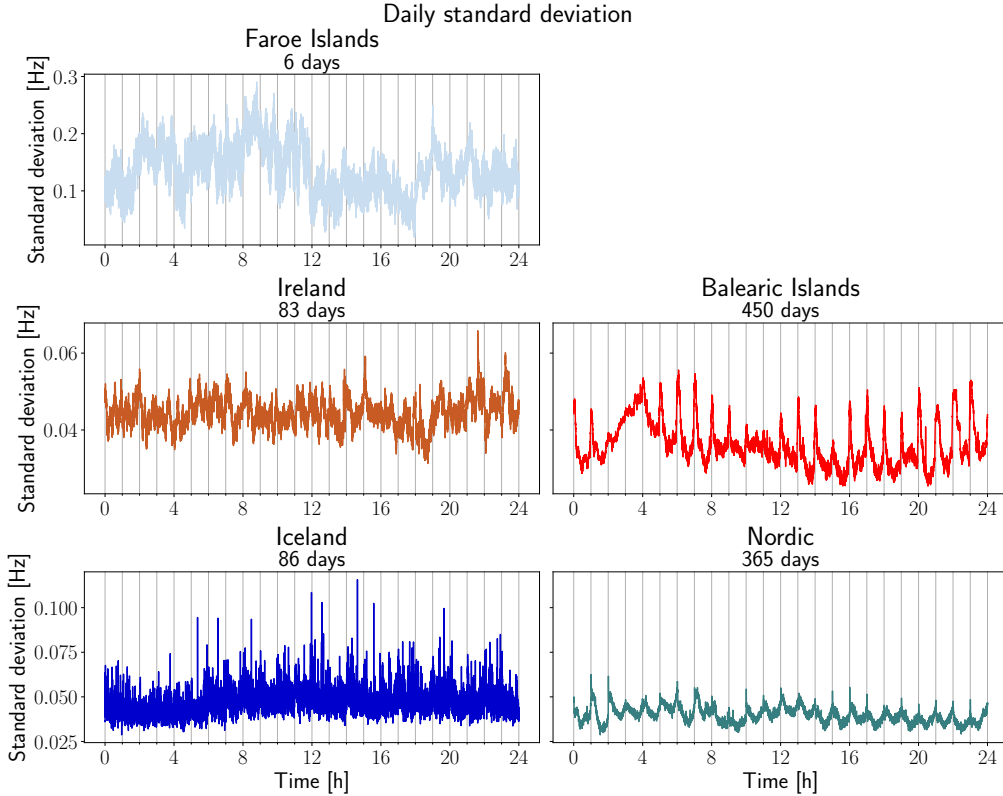 Daily standard deviation
Faroe Islands
6 days
Standard deviation [Hz]
0.3
0.2
0.1
0 4 8 12 16 20 24
Ireland
83 days
Standard deviation [Hz]
0.06
0.04
0 4 8 12 16 20 24
Balearic Islands
450 days
0 4 8 12 16 20 24
Iceland
86 days
Standard deviation [Hz]
0.100
0.075
0.050
0.025
0 4 8 12 16 20 24
Time [h]
Nordic
365 days
0 4 8 12 16 20 24
Time [h]